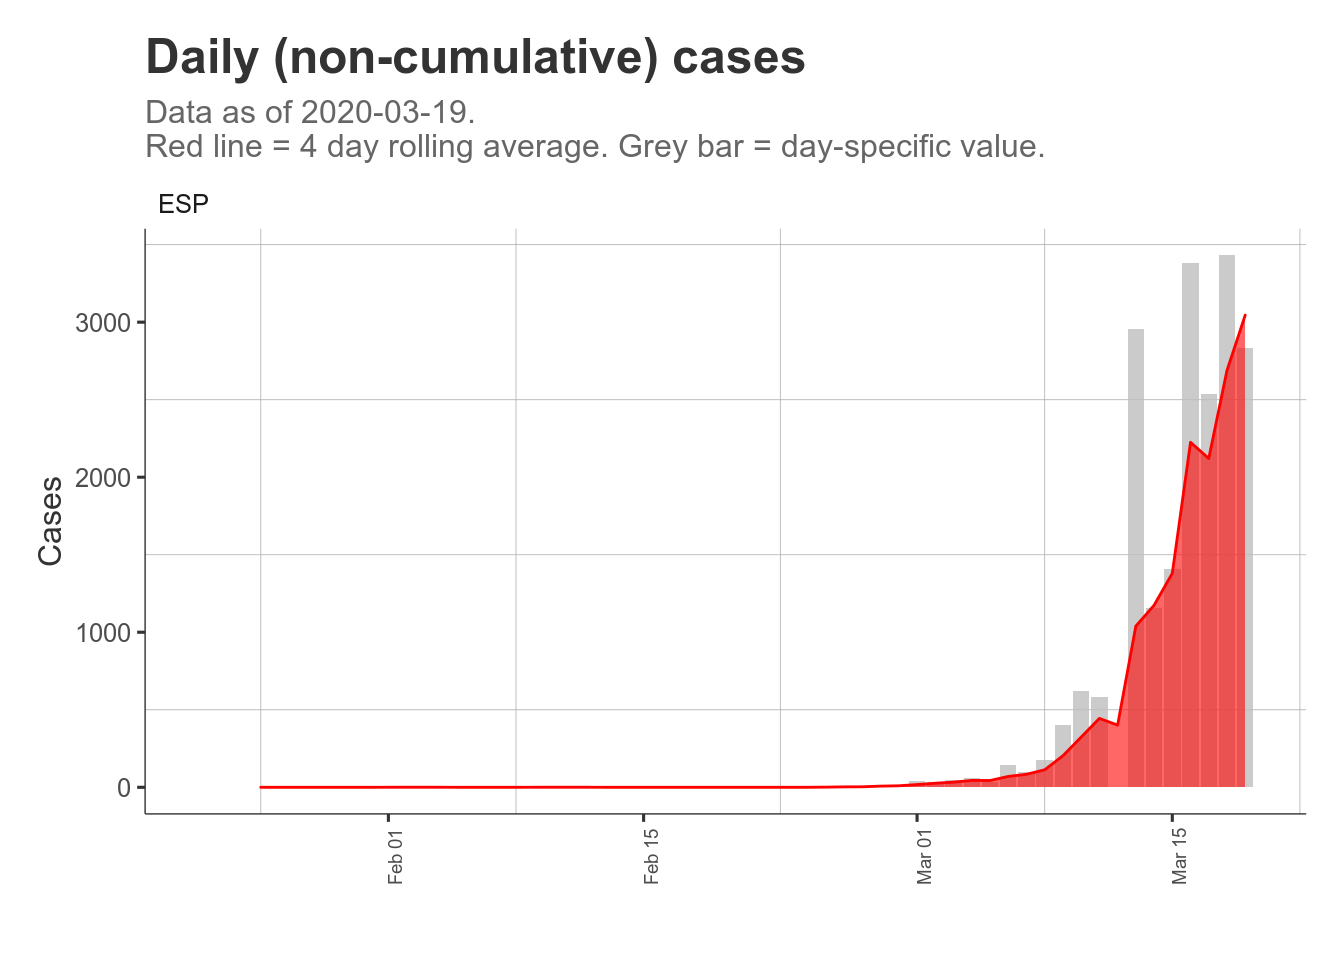 Daily (non-cumulative) cases
Data as of 2020-03-19.
Red line = 4 day rolling average. Grey bar = day-specific value.
ESP
3000
2000
1000
0
Cases
Feb 01
Feb 15
Mar 01
Mar 15